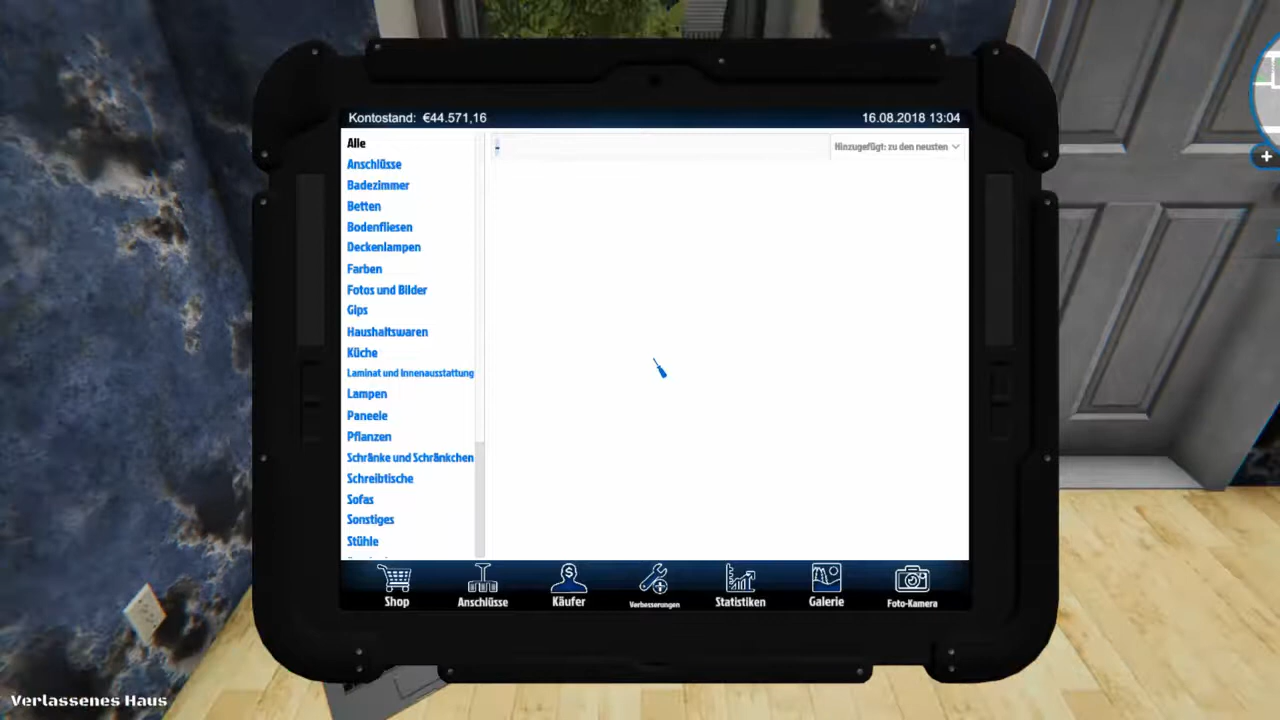 Kontostand: €44.571,16
16.08.2018 13:04
Alle
-
Hinzugefügt: zu den neusten
Anschlüsse
Badezimmer
Betten
Bodenfliesen
Deckenlampen
Farben
Fotos und Bilder
Gips
Haushaltswaren
Küche
Laminat und Innenausstattung
Lampen
Paneele
Pflanzen
Schränke und Schränkchen
Schreibtische
Sofas
Sonstiges
Stühle
Shop
Anschlüsse
Käufer
Verbesserungen
Statistiken
Galerie
Foto-Kamera
Verlassenes Haus